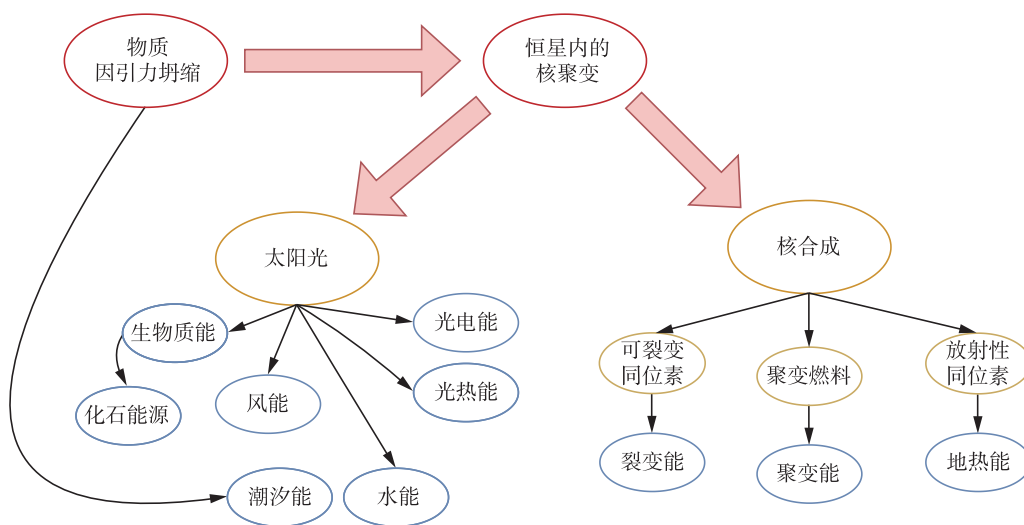 物质
因引力坍缩
恒星内的
核聚变
太阳光
核合成
生物质能
光电能
化石能源
风能
光热能
潮汐能
水能
可裂变
同位素
聚变燃料
放射性
同位素
裂变能
聚变能
地热能